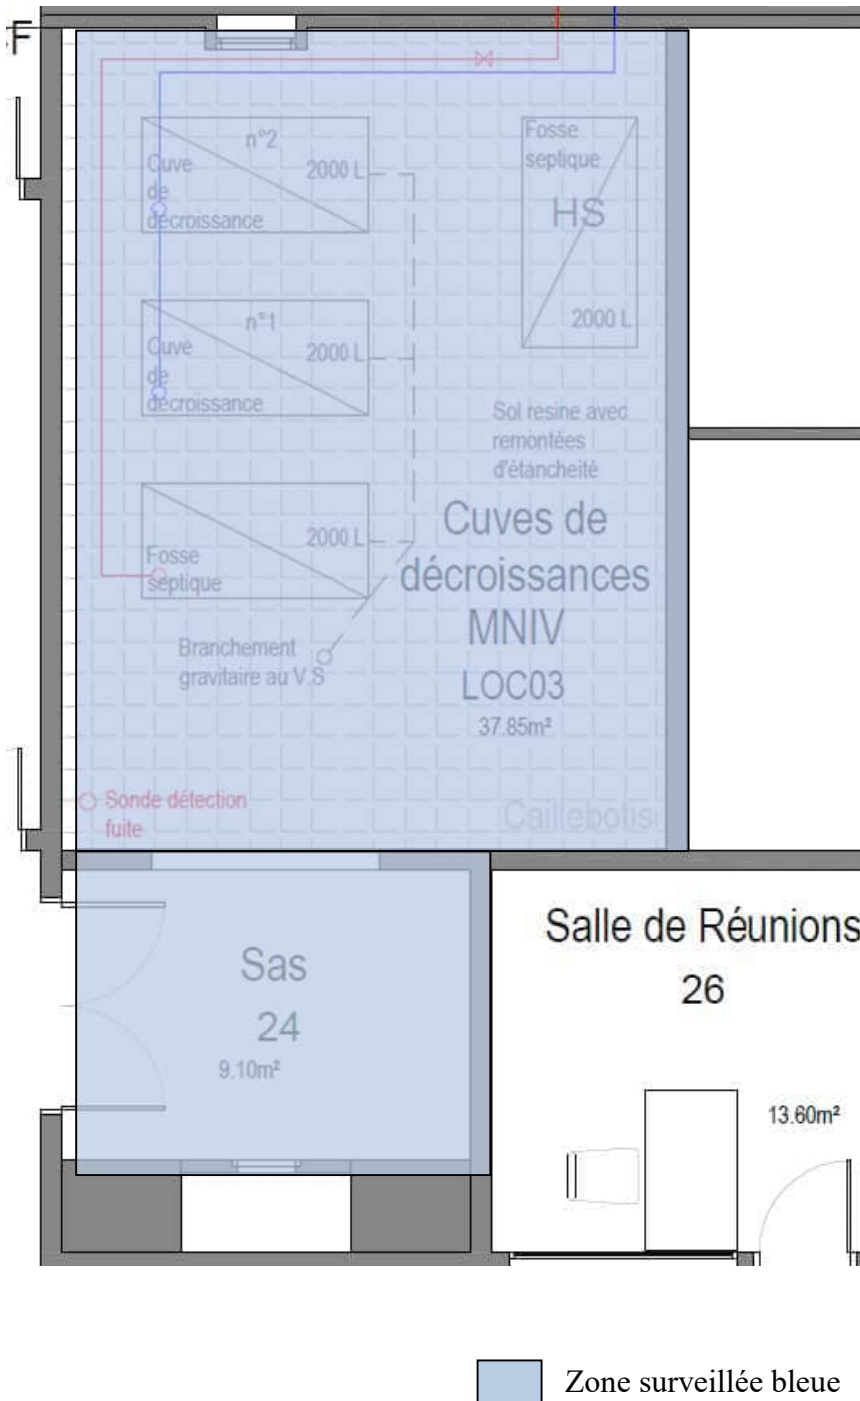 F
n°2
Cuve
de
décroissance
2000 L
Fosse
septique
HS
2000 L
n°1
Cuve
de
décroissance
2000 L
Sol resine avec
remontées
d'étancheité
2000 L
Fosse
septique
Cuves de
décroissances
MNIV
LOC03
37.85m²
Branchement
gravitaire au V.S
Sonde détection
fuite
Caillebotis
Sas
24
9.10m²
Salle de Réunions
26
13.60m²
Zone surveillée bleue